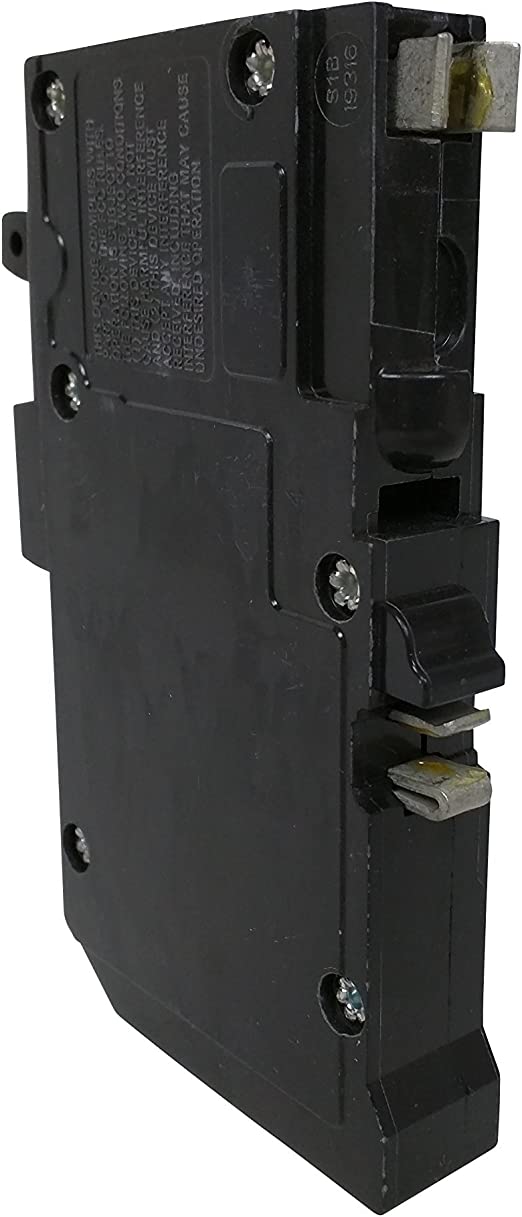 S1B
19316
THIS DEVICE COMPLIES WITH
PART 15 OF THE FCC RULES.
OPERATION IS SUBJECT TO
THE FOLLOWING TWO CONDITIONS
(1) THIS DEVICE MAY NOT
CAUSE HARMFUL INTERFERENCE
AND (2) THIS DEVICE MUST
ACCEPT ANY INTERFERENCE
RECEIVED, INCLUDING
INTERFERENCE THAT MAY CAUSE
UNDESIRED OPERATION